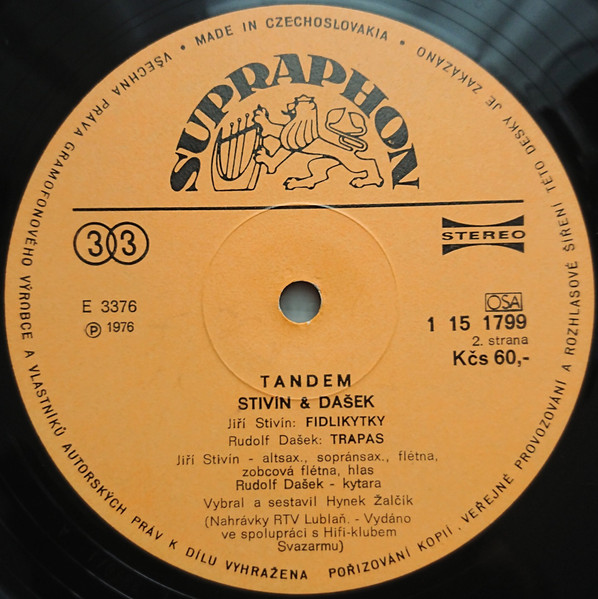 • MADE IN CZECHOSLOVAKIA •
VŠECHNA PRÁVA GRAMOFONOVÉHO VÝROBCE A VLASTNÍKŮ AUTORSKÝCH PRÁV K DÍLU VYHRAŽENA . POŘIZOVÁNÍ KOPIÍ , VEŘEJNÉ PROVOZOVÁNÍ A ROZHLASOVÉ ŠÍŘENÍ TÉTO DESKY JE ZAKÁZÁNO
SUPRAPHON
33
STEREO
E 3376
OSA
℗ 1976
1 15 1799
2. strana
Kčs 60,-
TANDEM
STIVÍN & DAŠEK
Jiří Stivín: FIDLIKYTKY
Rudolf Dašek: TRAPAS
Jiří Stivín - altsax., sopránsax., flétna,
zobcová flétna, hlas
Rudolf Dašek - kytara
Vybral a sestavil Hynek Žalčík
(Nahrávky RTV Lublaň. - Vydáno
ve spolupráci s Hifi-klubem
Svazarmu)